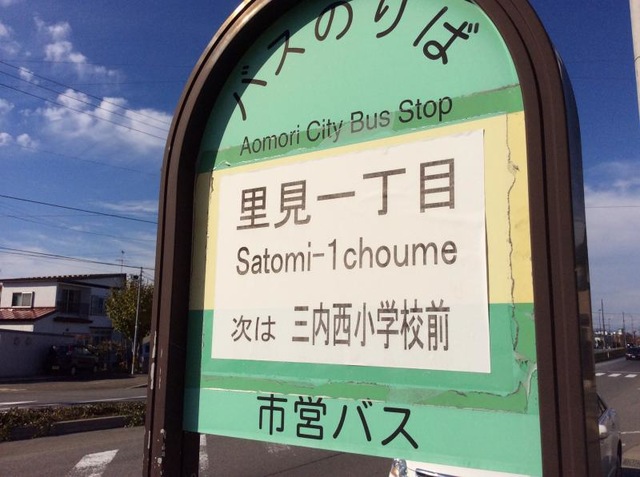 バスのりば
Aomori City Bus Stop
里見一丁目
Satomi-1choume
次は 三内西小学校前
市営バス